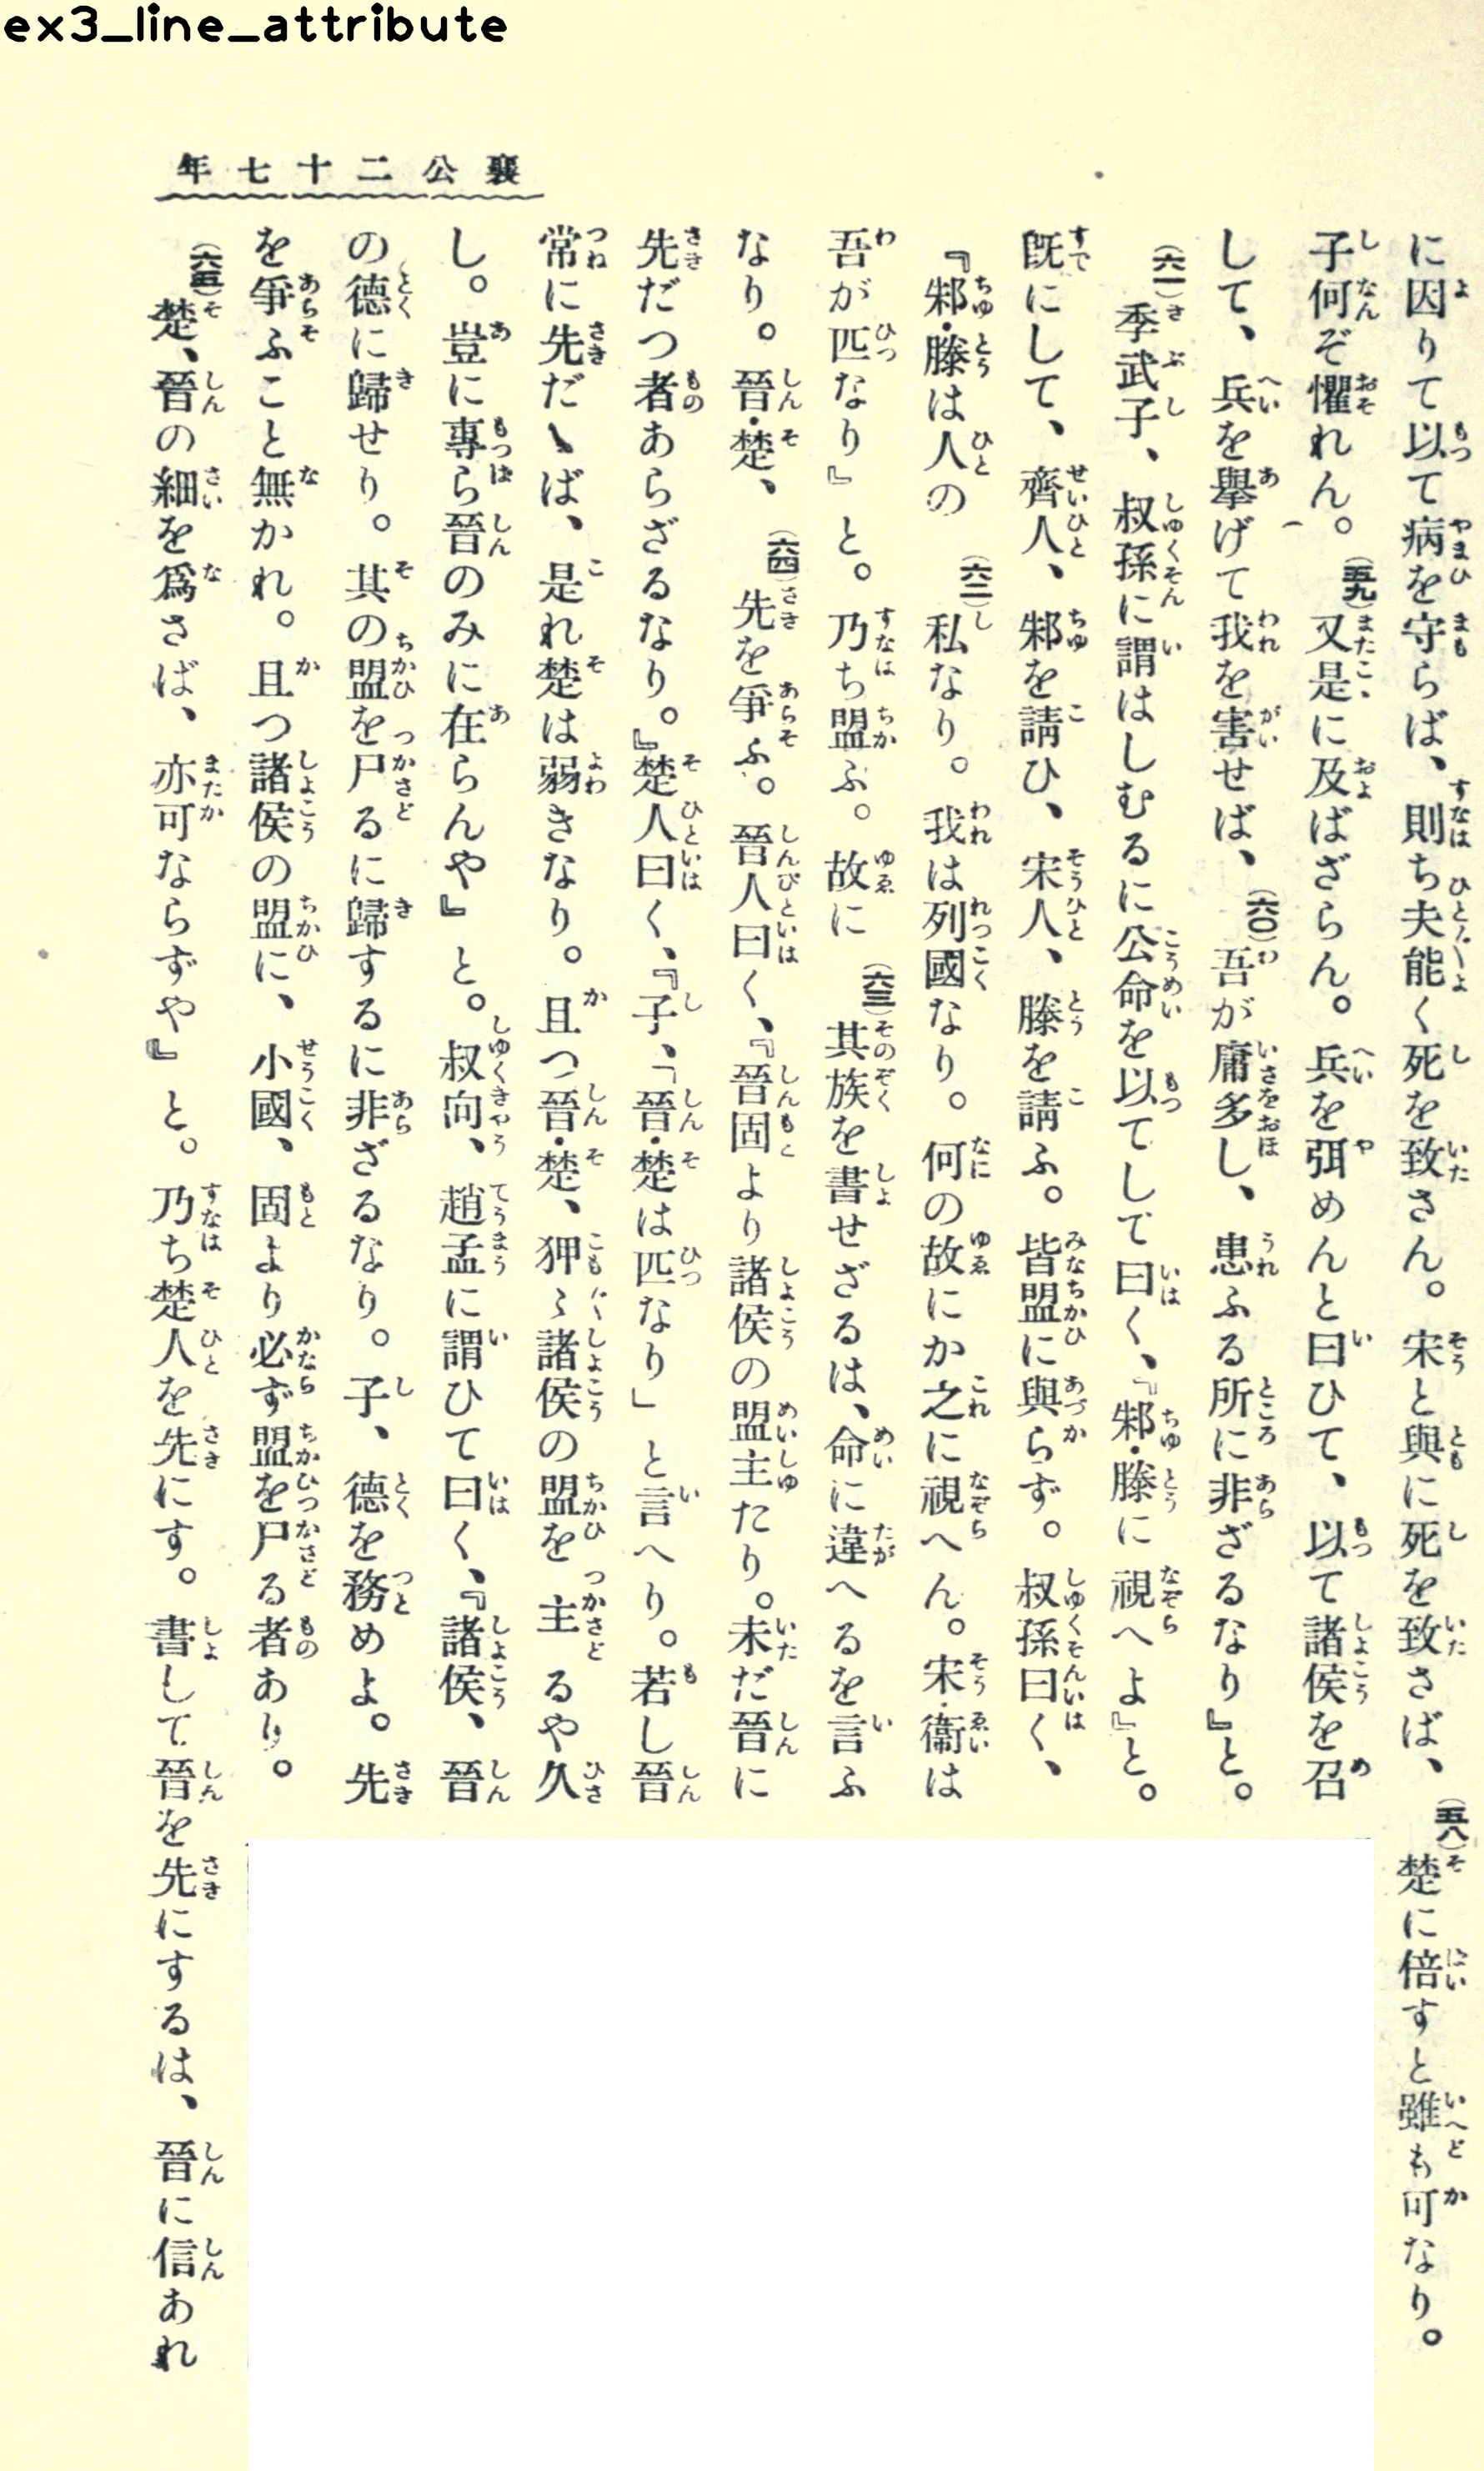 ex3_line_attribute
襄公二十七年
に因りて以て病を守らば、則ち夫能く死を致さん。宋と與に死を致さば、(五八)楚に倍すと雖も可なり。
子何ぞ懼れん。(五九)又是に及ばざらん。兵を弭めんと曰ひて、以て諸侯を召
して、兵を擧げて我を害せば、(六〇)吾が庸多し、患ふる所に非ざるなり』と。
(六一)季武子、叔孫に謂はしむるに公命を以てして曰く、『邾・滕に視へよ』と。
既にして、齊人、邾を請ひ、宋人、滕を請ふ。皆盟に與らず。叔孫曰く、
『邾・滕は人の(六二)私なり。我は列國なり。何の故にか之に視へん。宋・衞は
吾が匹なり』と。乃ち盟ふ。故に(六三)其族を書せざるは、命に違へるを言ふ
なり。晉・楚、(六四)先を爭ふ。晉人曰く、『晉固より諸侯の盟主たり。未だ晉に
先だつ者あらざるなり。』楚人曰く、『子、「晉・楚は匹なり」と言へり。若し晉
常に先だゝば、是れ楚は弱きなり。且つ晉・楚、狎〻諸侯の盟を主るや久
し。豈に專ら晉のみに在らんや』と。叔向、趙孟に謂ひて曰く、『諸侯、晉
の德に歸せり。其の盟を尸るに歸するに非ざるなり。子、德を務めよ。先
を爭ふこと無かれ。且つ諸侯の盟に、小國、固より必ず盟を尸る者あり。
(六五)楚、晉の細を爲さば、亦可ならずや』と。乃ち楚人を先にす。書して晉を先にするは、晉に信あれ